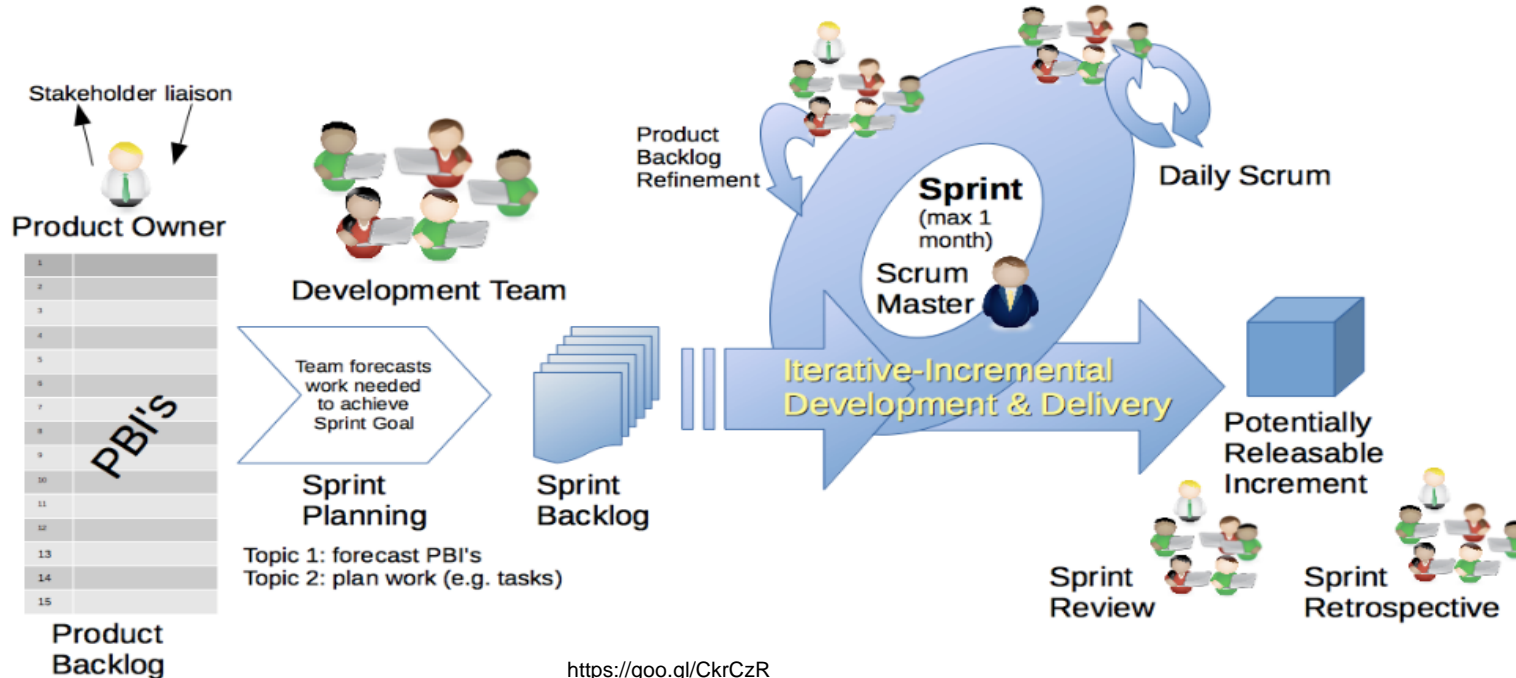 Stakeholder liaison
Product Owner
1
2
3
4
5
6
7
8
9
10
11
12
13
14
15
PBI's
Product
Backlog
Development Team
Team forecasts
work needed
to achieve
Sprint Goal
Sprint
Planning
Topic 1: forecast PBI's
Topic 2: plan work (e.g. tasks)
Sprint
Backlog
Product
Backlog
Refinement
Sprint
(max 1
month)
Scrum
Master
Daily Scrum
Iterative-Incremental
Development & Delivery
Potentially
Releasable
Increment
Sprint
Review
Sprint
Retrospective
https://goo.gl/CkrCzR